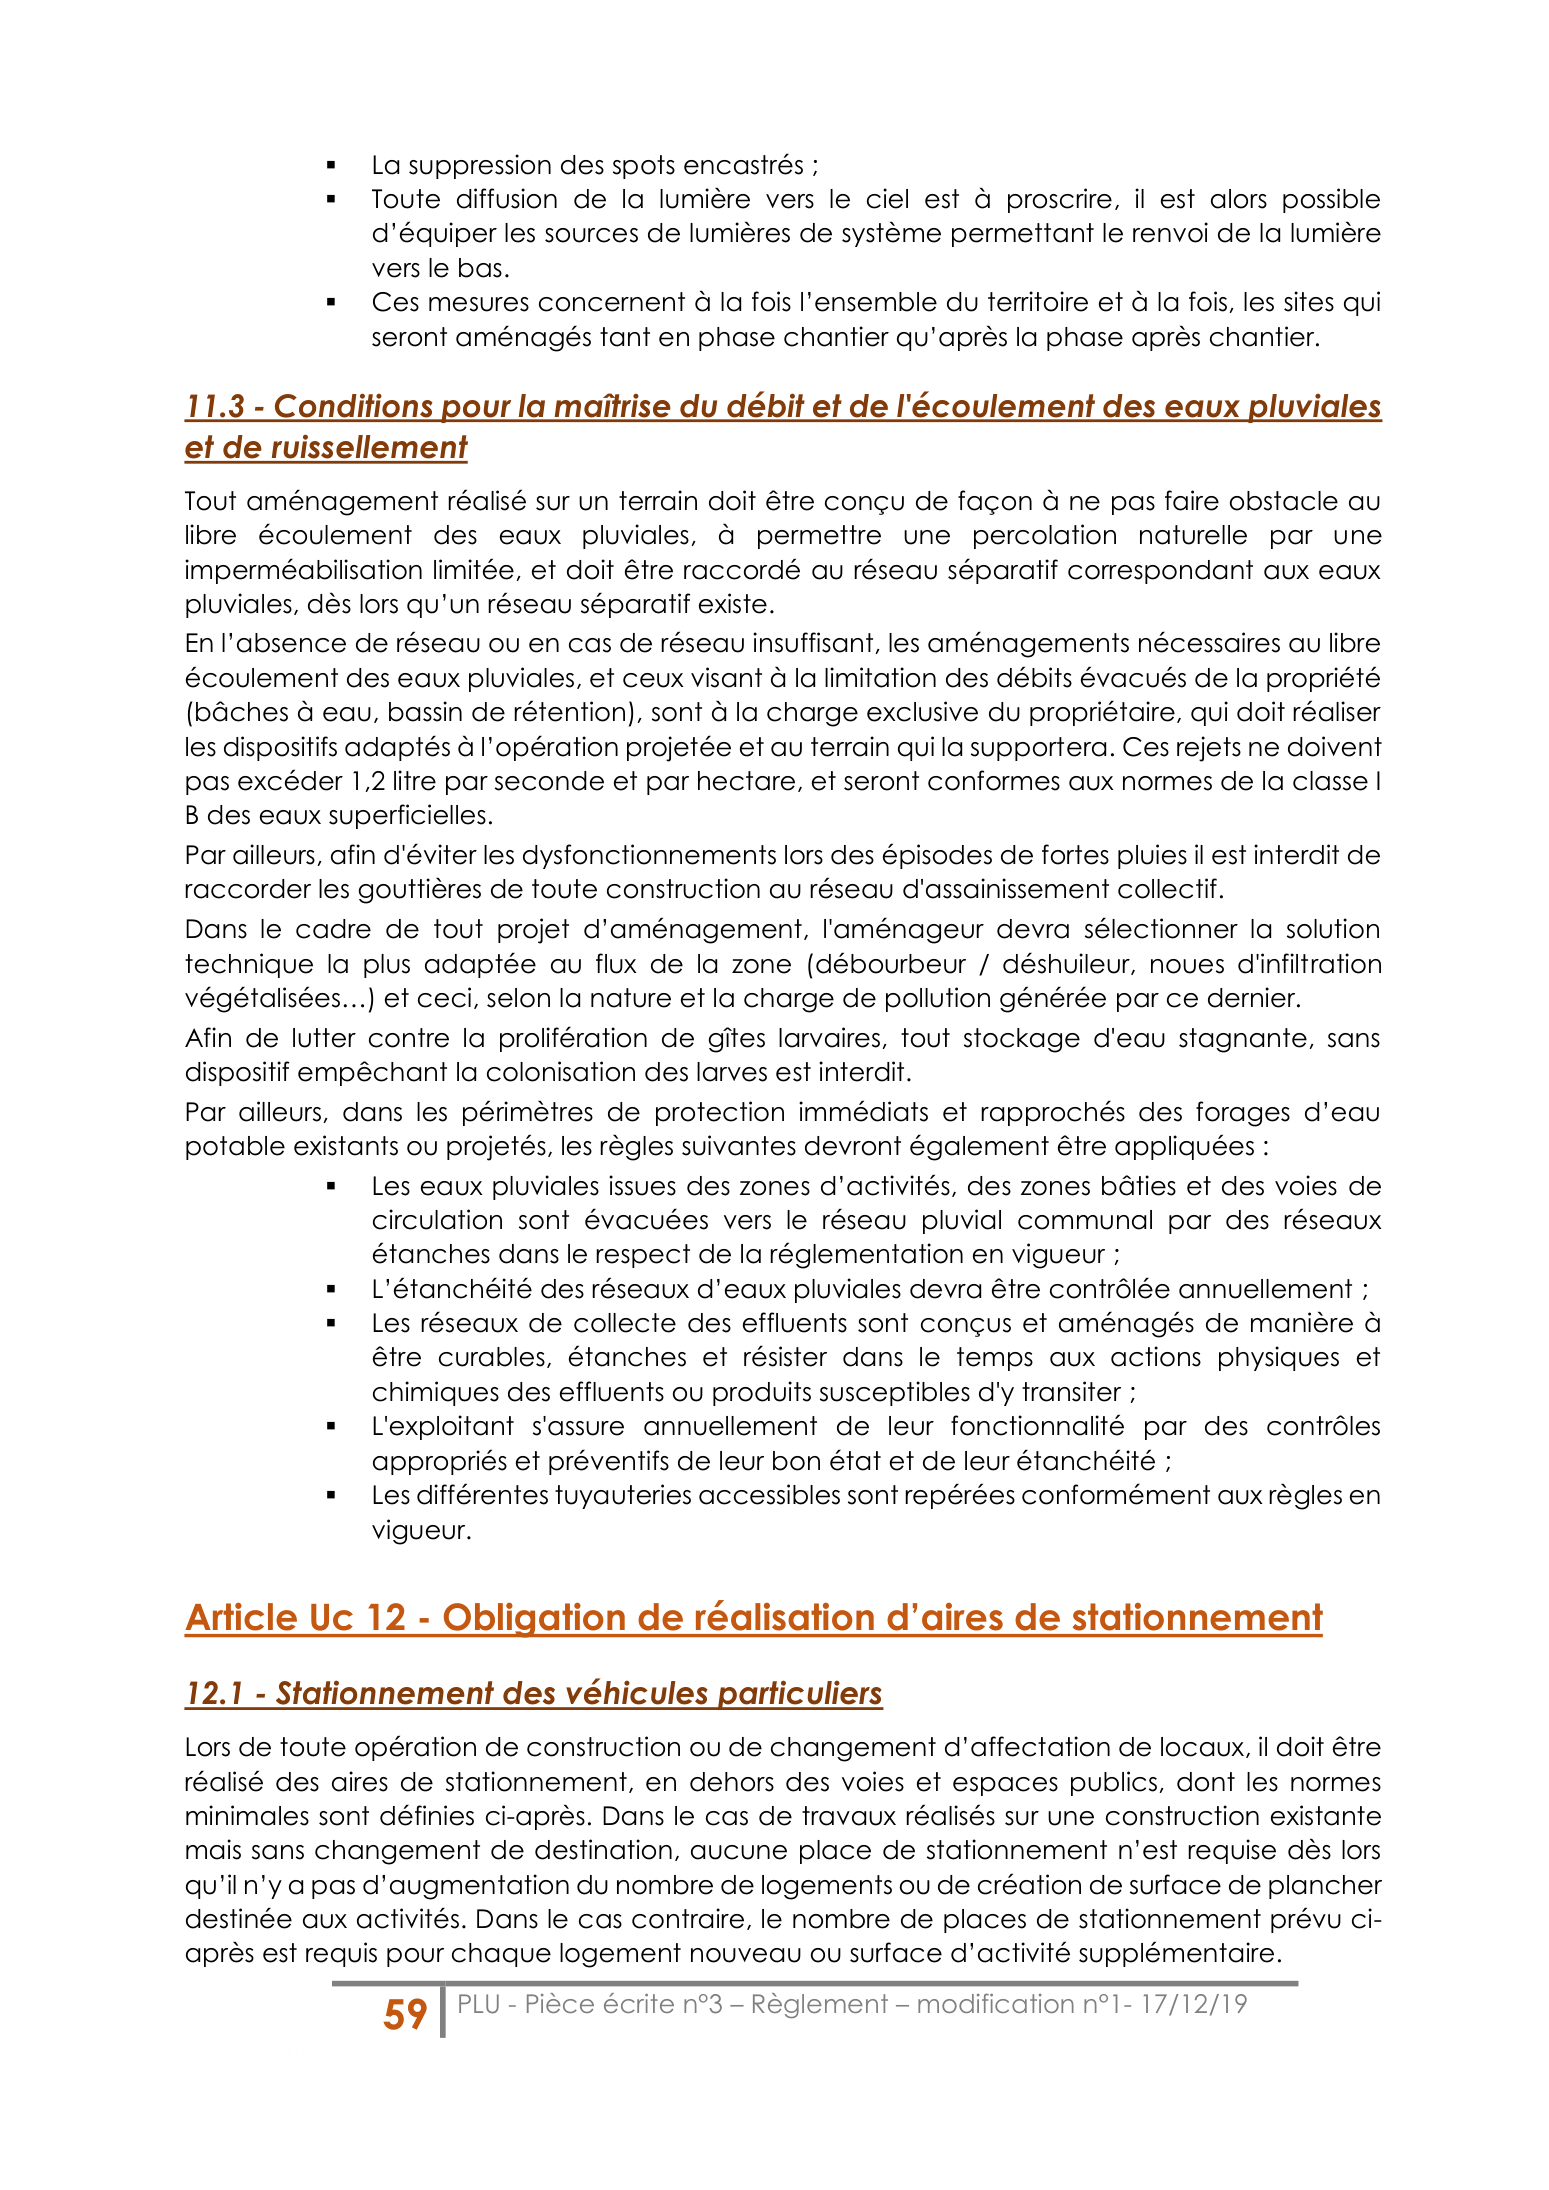 ▪ La suppression des spots encastrés ;
▪ Toute diffusion de la lumière vers le ciel est à proscrire, il est alors possible
d’équiper les sources de lumières de système permettant le renvoi de la lumière
vers le bas.
▪ Ces mesures concernent à la fois l’ensemble du territoire et à la fois, les sites qui
seront aménagés tant en phase chantier qu’après la phase après chantier.
11.3 - Conditions pour la maîtrise du débit et de l'écoulement des eaux pluviales
et de ruissellement
Tout aménagement réalisé sur un terrain doit être conçu de façon à ne pas faire obstacle au
libre écoulement des eaux pluviales, à permettre une percolation naturelle par une
imperméabilisation limitée, et doit être raccordé au réseau séparatif correspondant aux eaux
pluviales, dès lors qu’un réseau séparatif existe.
En l’absence de réseau ou en cas de réseau insuffisant, les aménagements nécessaires au libre
écoulement des eaux pluviales, et ceux visant à la limitation des débits évacués de la propriété
(bâches à eau, bassin de rétention), sont à la charge exclusive du propriétaire, qui doit réaliser
les dispositifs adaptés à l’opération projetée et au terrain qui la supportera. Ces rejets ne doivent
pas excéder 1,2 litre par seconde et par hectare, et seront conformes aux normes de la classe I
B des eaux superficielles.
Par ailleurs, afin d'éviter les dysfonctionnements lors des épisodes de fortes pluies il est interdit de
raccorder les gouttières de toute construction au réseau d'assainissement collectif.
Dans le cadre de tout projet d’aménagement, l'aménageur devra sélectionner la solution
technique la plus adaptée au flux de la zone (débourbeur / déshuileur, noues d'infiltration
végétalisées…) et ceci, selon la nature et la charge de pollution générée par ce dernier.
Afin de lutter contre la prolifération de gîtes larvaires, tout stockage d'eau stagnante, sans
dispositif empêchant la colonisation des larves est interdit.
Par ailleurs, dans les périmètres de protection immédiats et rapprochés des forages d’eau
potable existants ou projetés, les règles suivantes devront également être appliquées :
▪ Les eaux pluviales issues des zones d’activités, des zones bâties et des voies de
circulation sont évacuées vers le réseau pluvial communal par des réseaux
étanches dans le respect de la réglementation en vigueur ;
▪ L’étanchéité des réseaux d’eaux pluviales devra être contrôlée annuellement ;
▪ Les réseaux de collecte des effluents sont conçus et aménagés de manière à
être curables, étanches et résister dans le temps aux actions physiques et
chimiques des effluents ou produits susceptibles d'y transiter ;
▪ L'exploitant s'assure annuellement de leur fonctionnalité par des contrôles
appropriés et préventifs de leur bon état et de leur étanchéité ;
▪ Les différentes tuyauteries accessibles sont repérées conformément aux règles en
vigueur.
Article Uc 12 - Obligation de réalisation d’aires de stationnement
12.1 - Stationnement des véhicules particuliers
Lors de toute opération de construction ou de changement d’affectation de locaux, il doit être
réalisé des aires de stationnement, en dehors des voies et espaces publics, dont les normes
minimales sont définies ci-après. Dans le cas de travaux réalisés sur une construction existante
mais sans changement de destination, aucune place de stationnement n’est requise dès lors
qu’il n’y a pas d’augmentation du nombre de logements ou de création de surface de plancher
destinée aux activités. Dans le cas contraire, le nombre de places de stationnement prévu ci-
après est requis pour chaque logement nouveau ou surface d’activité supplémentaire.
59 PLU - Pièce écrite n°3 – Règlement – modification n°1- 17/12/19